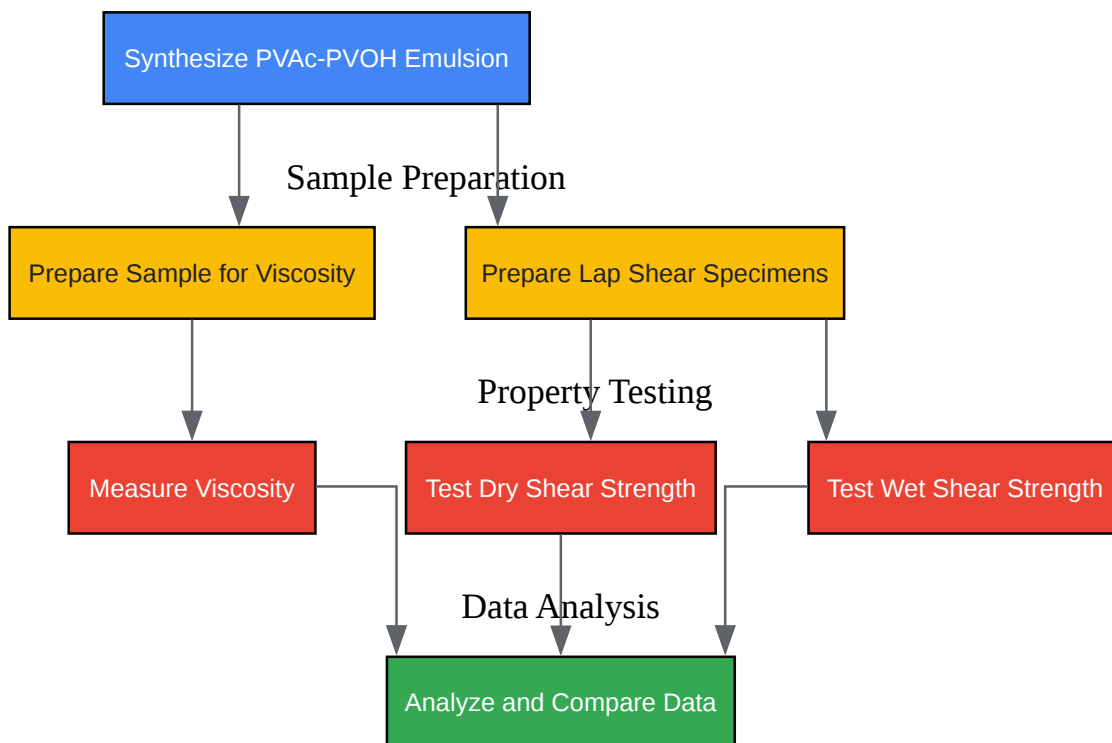 Synthesize PVAc-PVOH Emulsion
Sample Preparation
Prepare Sample for Viscosity
Prepare Lap Shear Specimens
Property Testing
Measure Viscosity
Test Dry Shear Strength
Test Wet Shear Strength
Data Analysis
Analyze and Compare Data